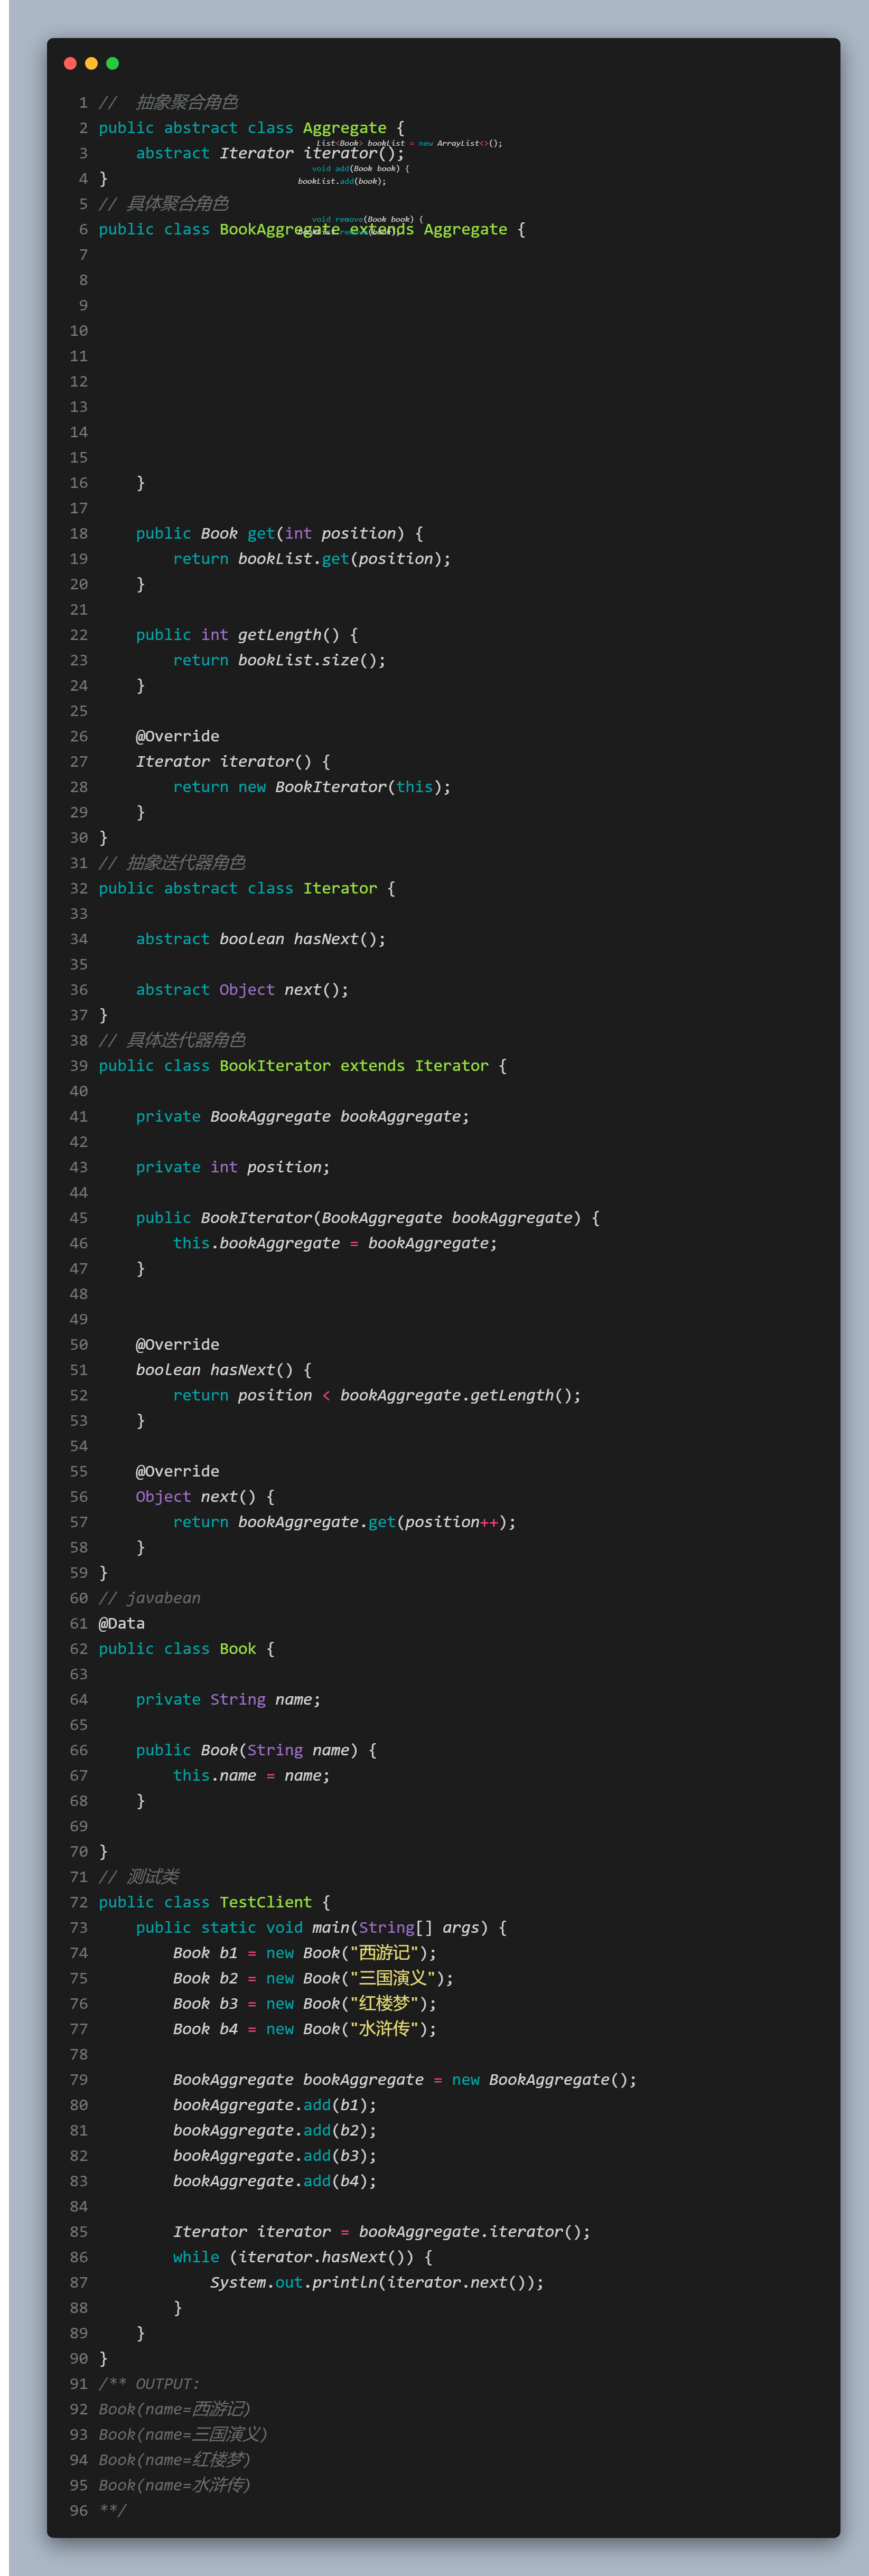 1 // 抽象聚合角色
2 public abstract class Aggregate {
List<Book> bookList = new ArrayList<>();
3 abstract Iterator iterator();
void add(Book book) {
4 }
bookList.add(book);
5 // 具体聚合角色
void remove(Book book) {
6 public class BookAggregate extends Aggregate {
bookList.remove(book);
7
8
9
10
11
12
13
14
15
16 }
17
18 public Book get(int position) {
19 return bookList.get(position);
20 }
21
22 public int getLength() {
23 return bookList.size();
24 }
25
26 @Override
27 Iterator iterator() {
28 return new BookIterator(this);
29 }
30 }
31 // 抽象迭代器角色
32 public abstract class Iterator {
33
34 abstract boolean hasNext();
35
36 abstract Object next();
37 }
38 // 具体迭代器角色
39 public class BookIterator extends Iterator {
40
41 private BookAggregate bookAggregate;
42
43 private int position;
44
45 public BookIterator(BookAggregate bookAggregate) {
46 this.bookAggregate = bookAggregate;
47 }
48
49
50 @Override
51 boolean hasNext() {
52 return position < bookAggregate.getLength();
53 }
54
55 @Override
56 Object next() {
57 return bookAggregate.get(position++);
58 }
59 }
60 // javabean
61 @Data
62 public class Book {
63
64 private String name;
65
66 public Book(String name) {
67 this.name = name;
68 }
69
70 }
71 // 测试类
72 public class TestClient {
73 public static void main(String[] args) {
74 Book b1 = new Book("西游记");
75 Book b2 = new Book("三国演义");
76 Book b3 = new Book("红楼梦");
77 Book b4 = new Book("水浒传");
78
79 BookAggregate bookAggregate = new BookAggregate();
80 bookAggregate.add(b1);
81 bookAggregate.add(b2);
82 bookAggregate.add(b3);
83 bookAggregate.add(b4);
84
85 Iterator iterator = bookAggregate.iterator();
86 while (iterator.hasNext()) {
87 System.out.println(iterator.next());
88 }
89 }
90 }
91 /** OUTPUT:
92 Book(name=西游记)
93 Book(name=三国演义)
94 Book(name=红楼梦)
95 Book(name=水浒传)
96 **/